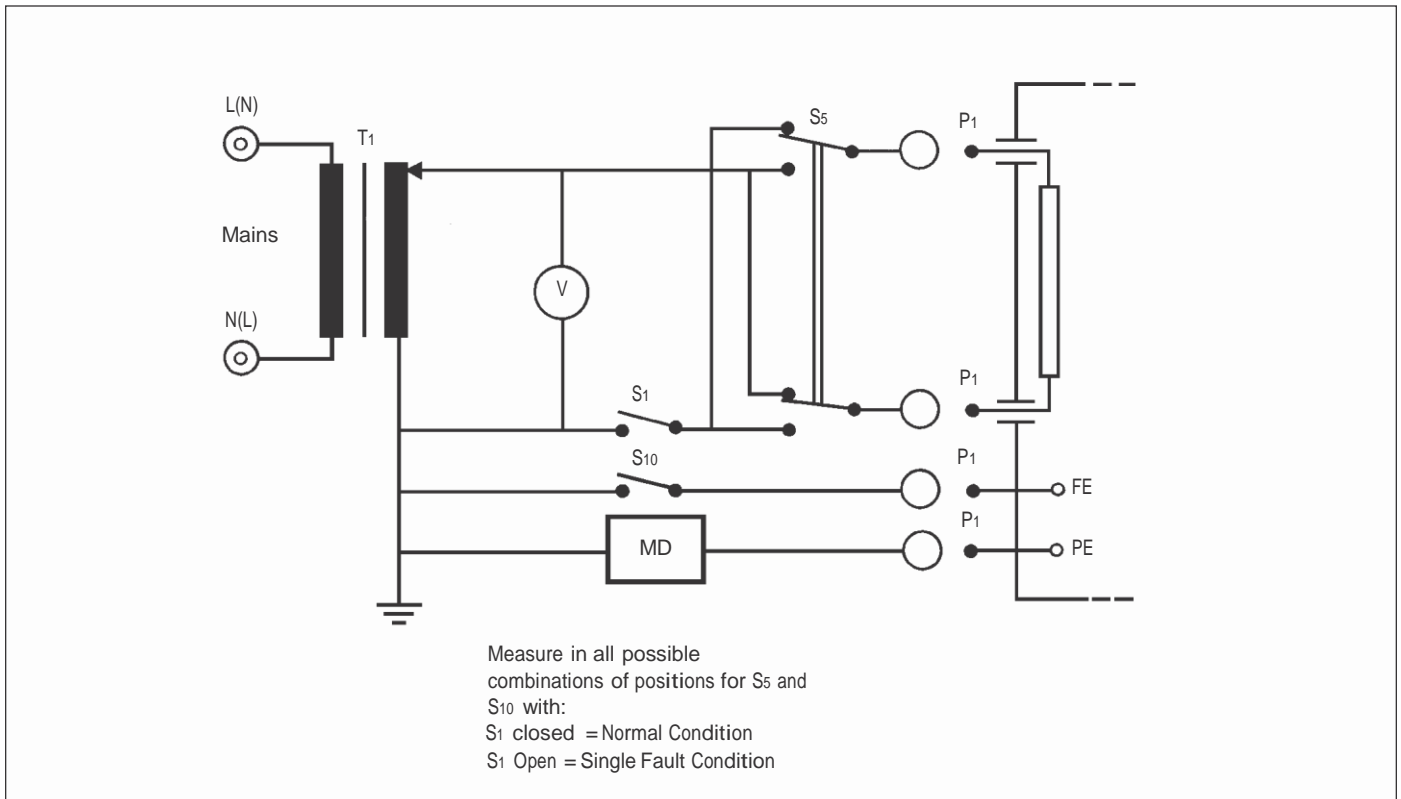 L(N)
T1
S5
P1
Mains
V
N(L)
S1
P1
S10
P1
FE
P1
MD
PE
Measure in all possible
combinations of positions for S5 and
S10 with:
S1 closed = Normal Condition
S1 Open = Single Fault Condition